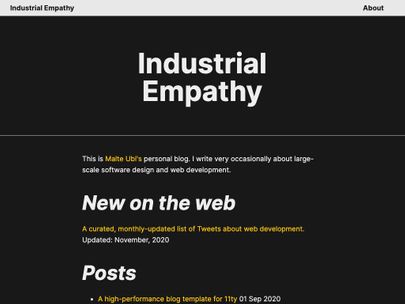 Industrial Empathy
About
Industrial
Empathy
This is Malte Ubl's personal blog. I write very occasionally about large-
scale software design and web development.
New on the web
A curated, monthly-updated list of Tweets about web development.
Updated: November, 2020
Posts
A high-performance blog template for 11ty 01 Sep 2020